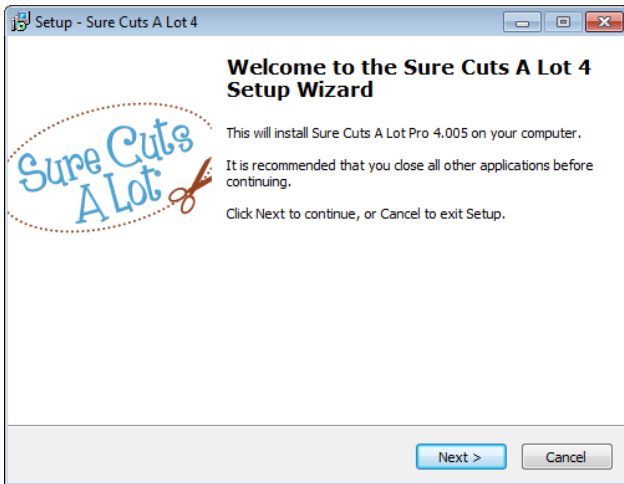 Setup - Sure Cuts A Lot 4
Welcome to the Sure Cuts A Lot 4
Setup Wizard
Sure Cuts
A Lot
This will install Sure Cuts A Lot Pro 4.005 on your computer.
It is recommended that you close all other applications before
continuing.
Click Next to continue, or Cancel to exit Setup.
Next >
Cancel